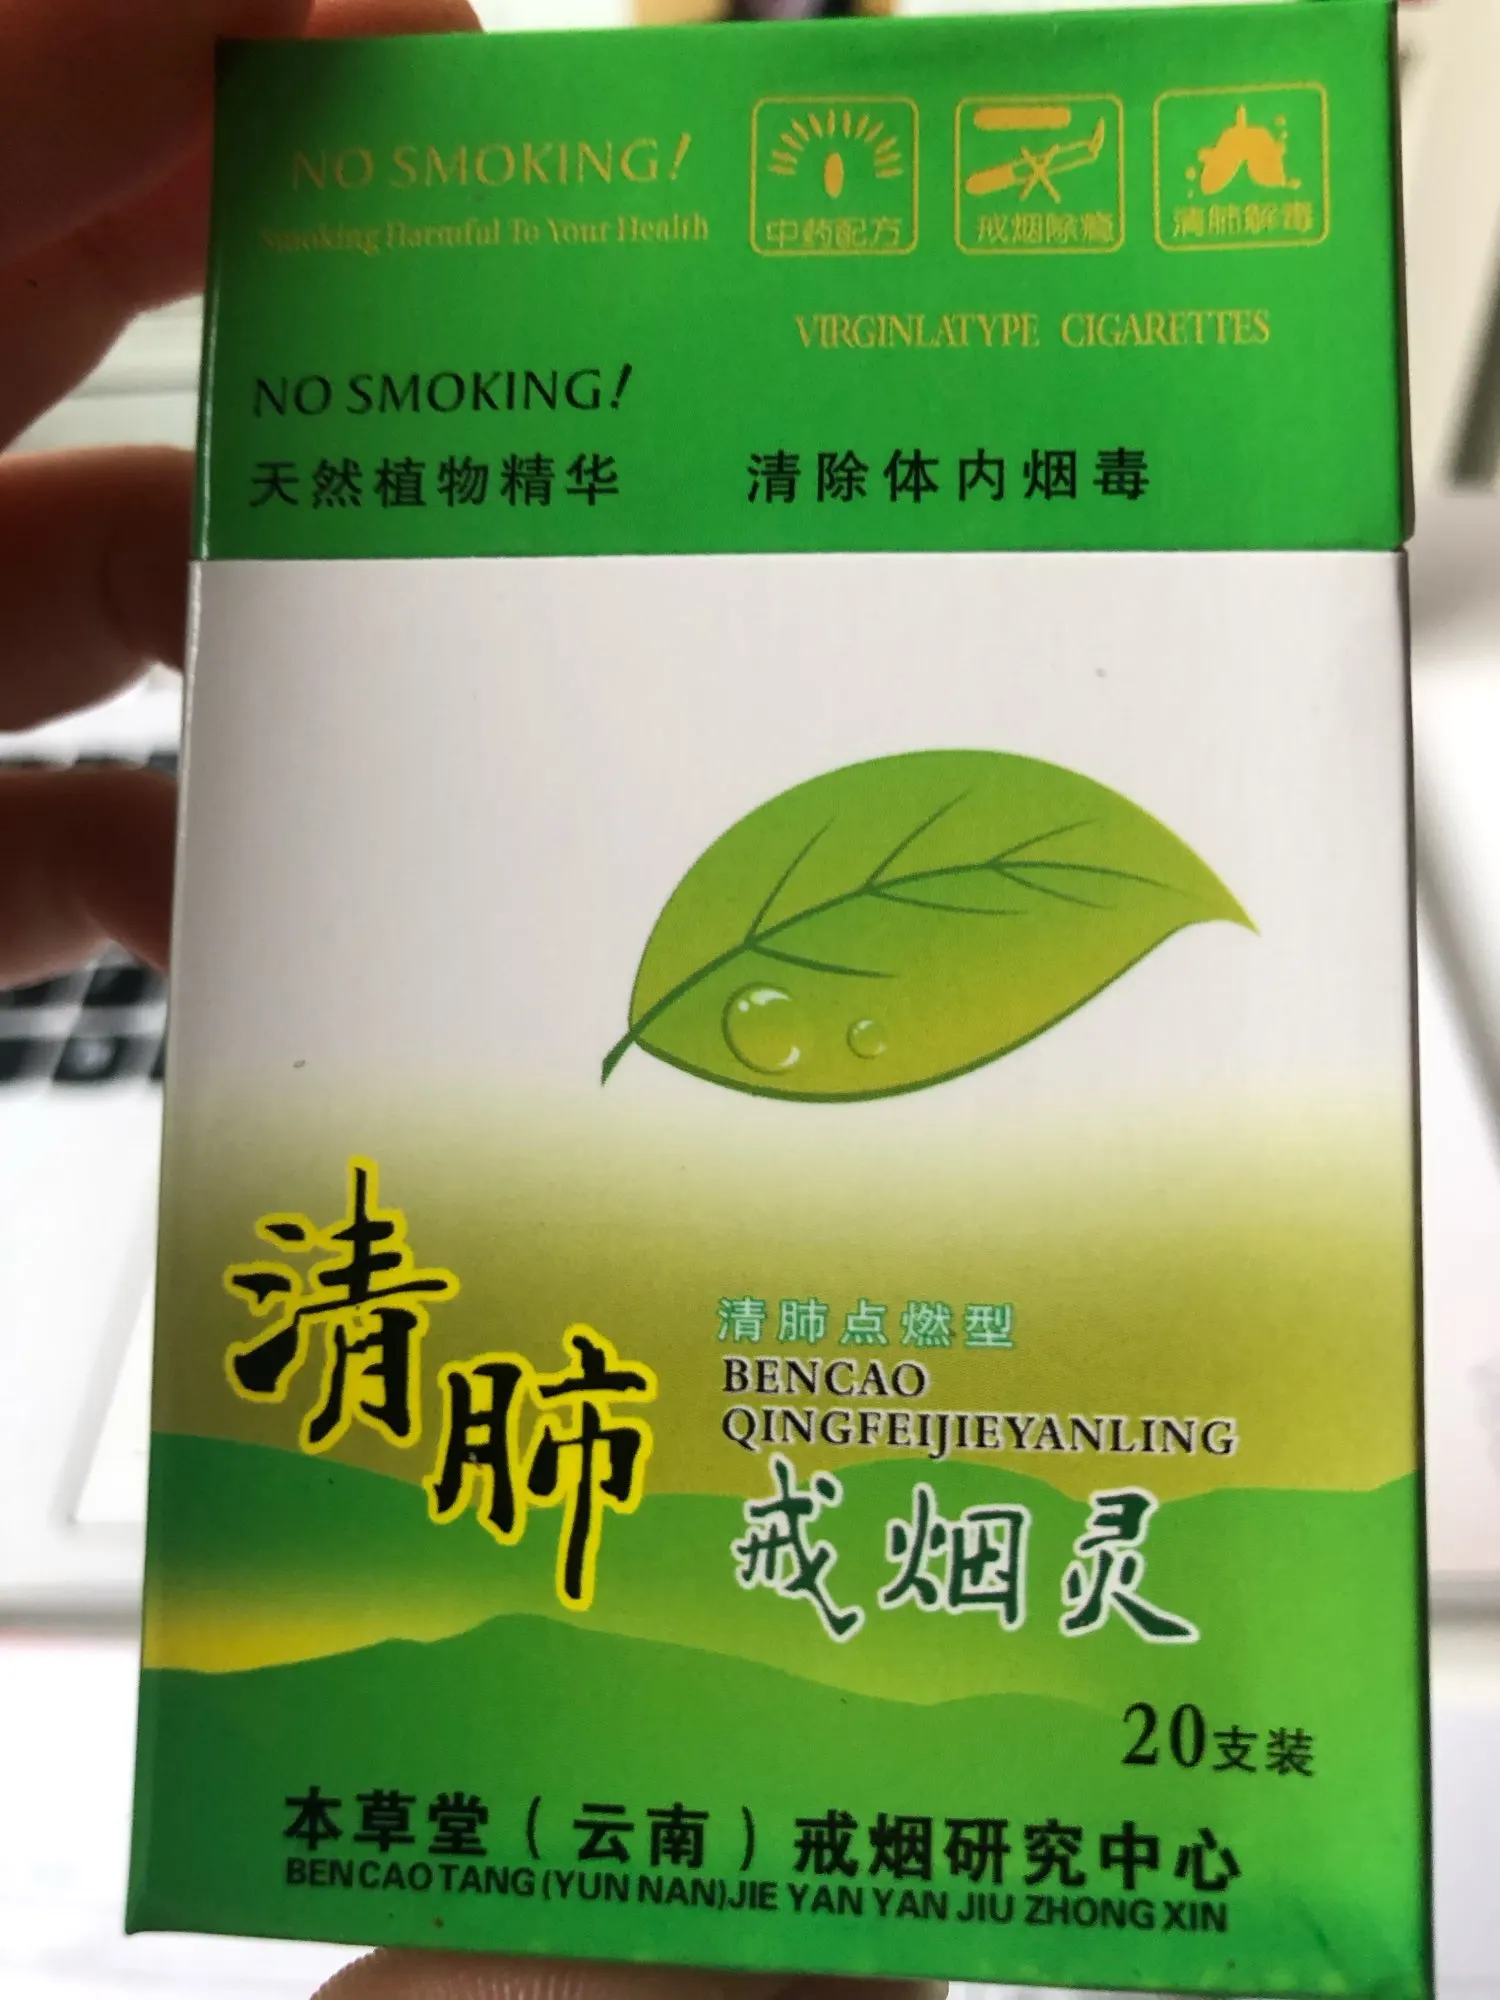 NO SMOKING!
Smoking Harmful To Your Health
中药配方
戒烟除瘾
清肺解毒
VIRGINLATYPE CIGARETTES
NO SMOKING!
天然植物精华 清除体内烟毒
清肺
清肺点燃型
BENCAO
QINGFEIJIEYANLING
戒烟灵
20支装
本草堂（云南）戒烟研究中心
BEN CAO TANG (YUN NAN) JIE YAN YAN JIU ZHONG XIN